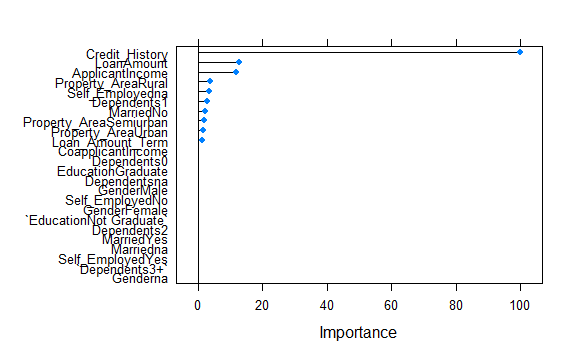 Credit_History
LoanAmount
ApplicantIncome
Property_AreaRural
Self_Employedna
Dependents1
MarriedNo
Property_AreaSemiurban
Property_AreaUrban
Loan_Amount_Term
CoapplicantIncome
Dependents0
EducationGraduate
Dependentsna
GenderMale
Self_EmployedNo
GenderFemale
`EducationNot Graduate`
Dependents2
MarriedYes
Marriedna
Self_EmployedYes
`Dependents3+`
Genderna
0 20 40 60 80 100
Importance